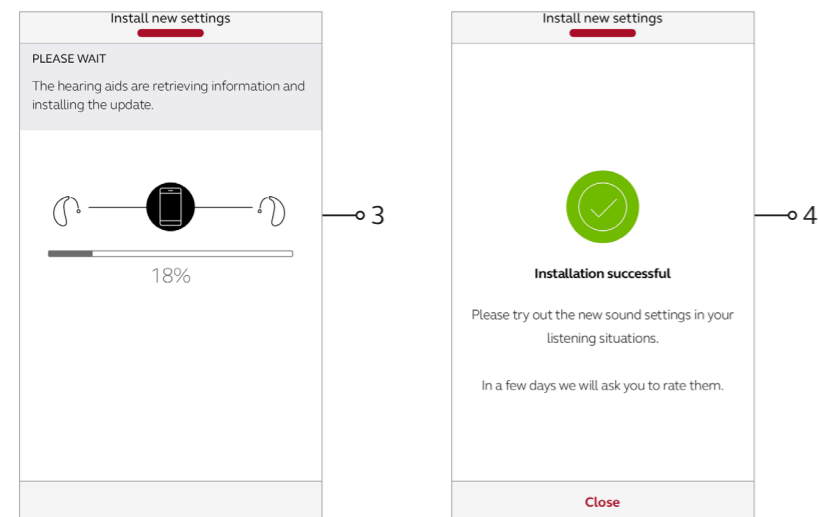 Install new settings
PLEASE WAIT
The hearing aids are retrieving information and
installing the update.
18%
3
Install new settings
Installation successful
Please try out the new sound settings in your
listening situations.
In a few days we will ask you to rate them.
Close
4